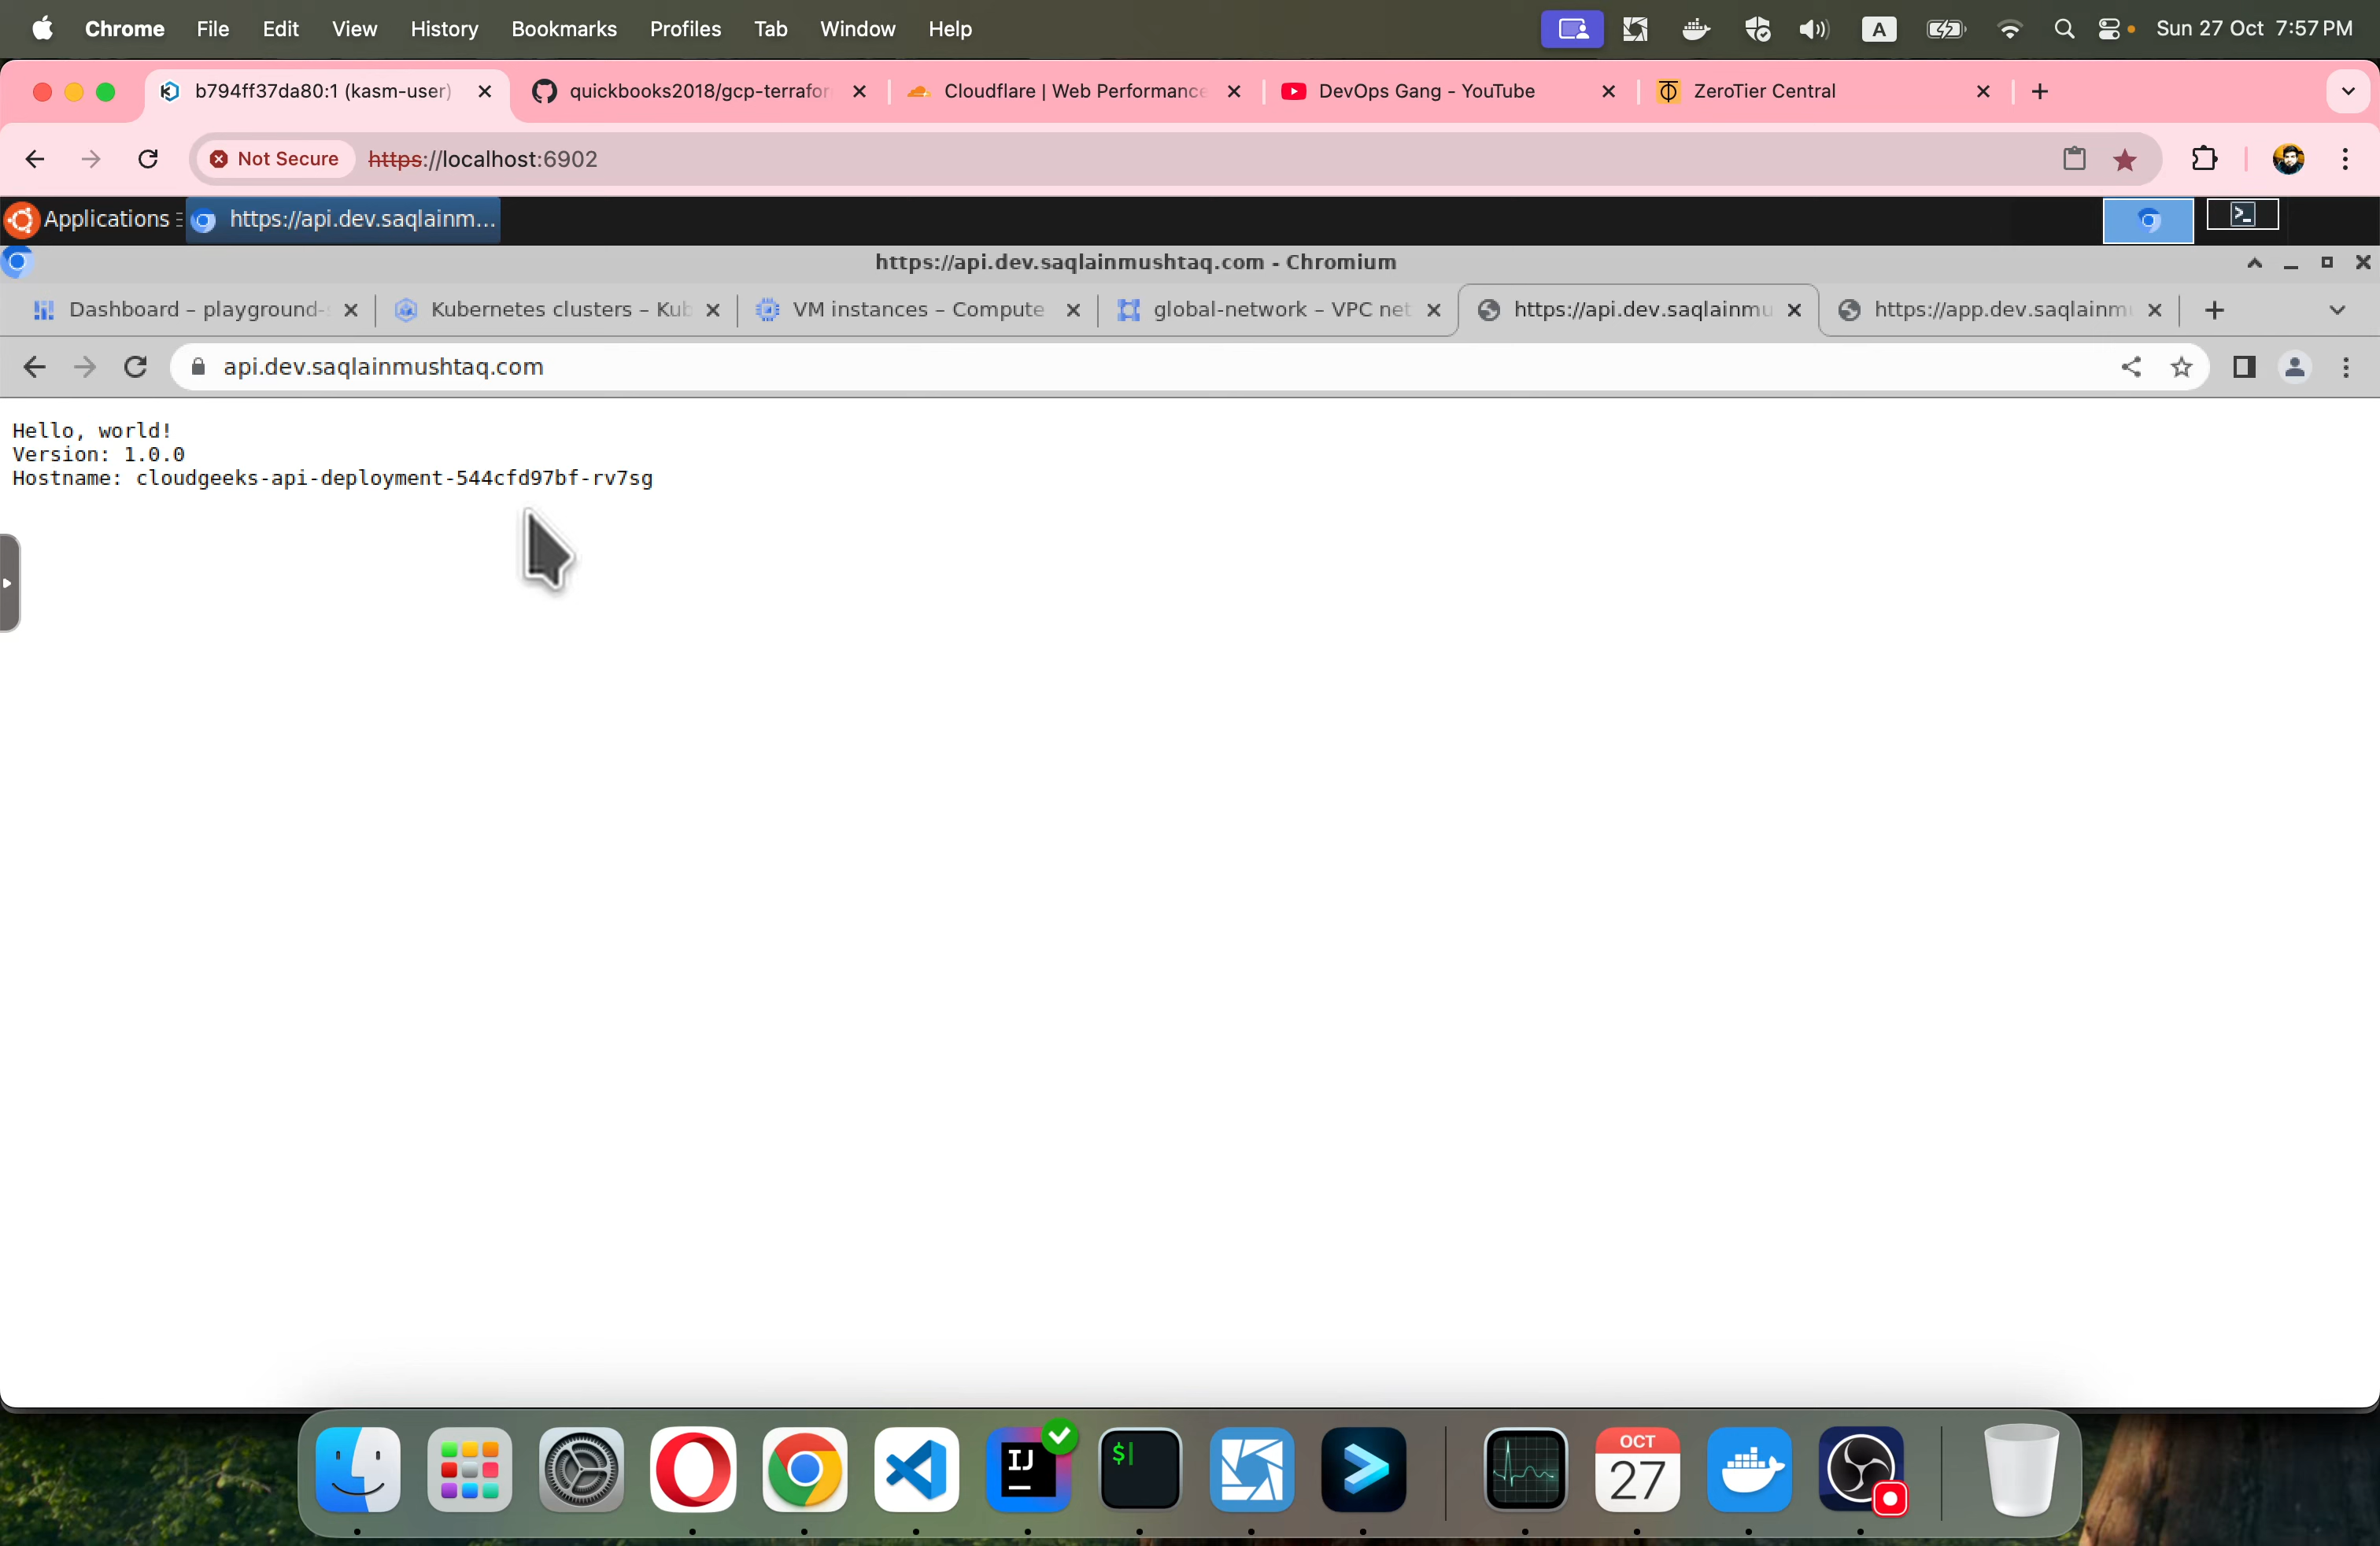 Chrome File Edit View History Bookmarks Profiles Tab Window Help A Sun 27 Oct 7:57 PM
b794ff37da80:1 (kasm-user) quickbooks2018/gcp-terrafor Cloudflare | Web Performance DevOps Gang - YouTube ZeroTier Central
Not Secure https://localhost:6902
Applications https://api.dev.saqlainm...
https://api.dev.saqlainmushtaq.com - Chromium
Dashboard – playground- Kubernetes clusters – Kub VM instances – Compute global-network – VPC net https://api.dev.saqlainmu https://app.dev.saqlainm
api.dev.saqlainmushtaq.com
Hello, world!
Version: 1.0.0
Hostname: cloudgeeks-api-deployment-544cfd97bf-rv7sg
IJ $ OCT
27